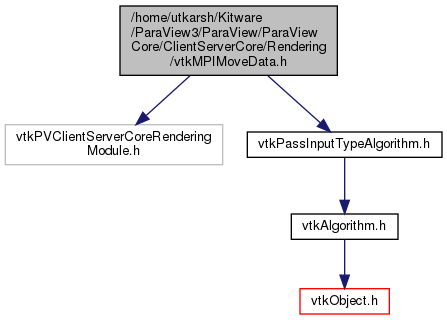 /home/utkarsh/Kitware
/ParaView3/ParaView/ParaView
Core/ClientServerCore/Rendering
/vtkMPIMoveData.h
vtkPVClientServerCoreRendering
Module.h
vtkPassInputTypeAlgorithm.h
vtkAlgorithm.h
vtkObject.h